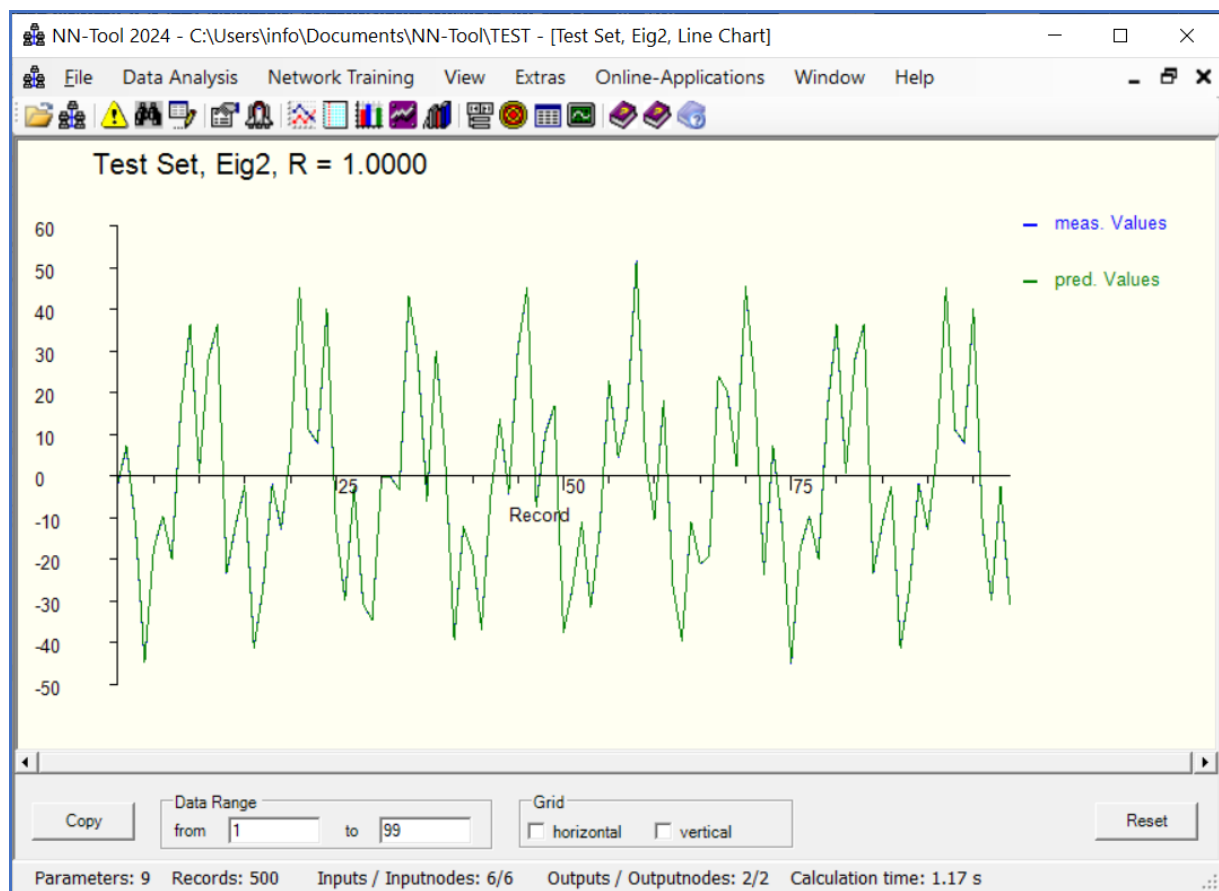 NN-Tool 2024 - C:\Users\info\Documents\NN-Tool\TEST - [Test Set, Eig2, Line Chart]
File Data Analysis Network Training View Extras Online-Applications Window Help
Test Set, Eig2, R = 1.0000
60
50
40
30
20
10
0
-10
-20
-30
-40
-50
25
50
75
Record
meas. Values
pred. Values
Copy
Data Range
from 1 to 99
Grid
horizontal vertical
Reset
Parameters: 9 Records: 500 Inputs / Inputnodes: 6/6 Outputs / Outputnodes: 2/2 Calculation time: 1.17 s